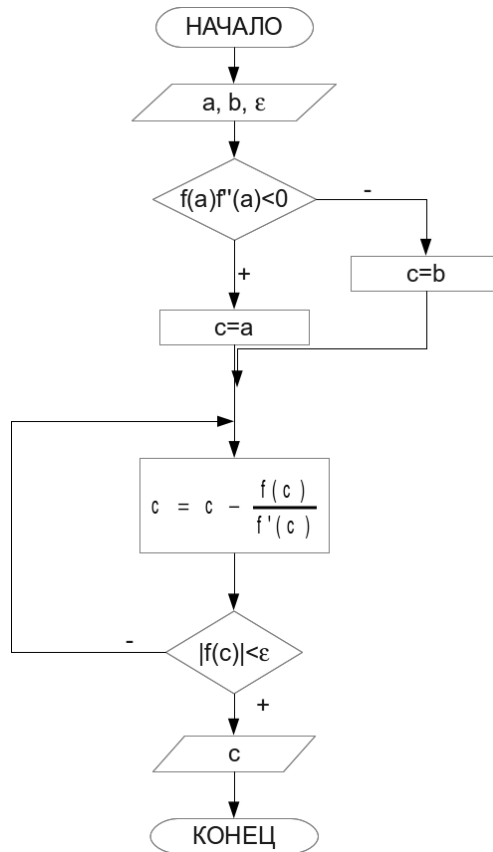 НАЧАЛО
a, b, ε
f(a)f''(a)<0
-
+
c=b
c=a
c = c - f(c)/f'(c)
-
|f(c)|<ε
+
c
КОНЕЦ